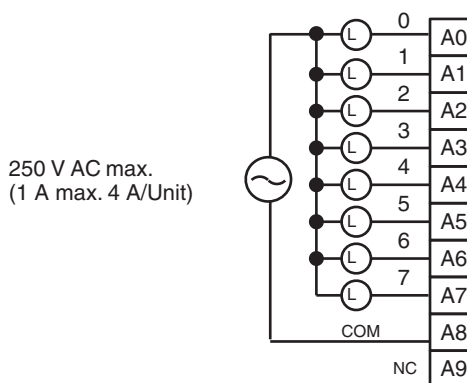 0
L
A0
1
L
A1
2
L
A2
3
L
A3
250 V AC max.
(1 A max. 4 A/Unit)
4
L
A4
5
L
A5
6
L
A6
7
L
A7
COM
A8
NC
A9